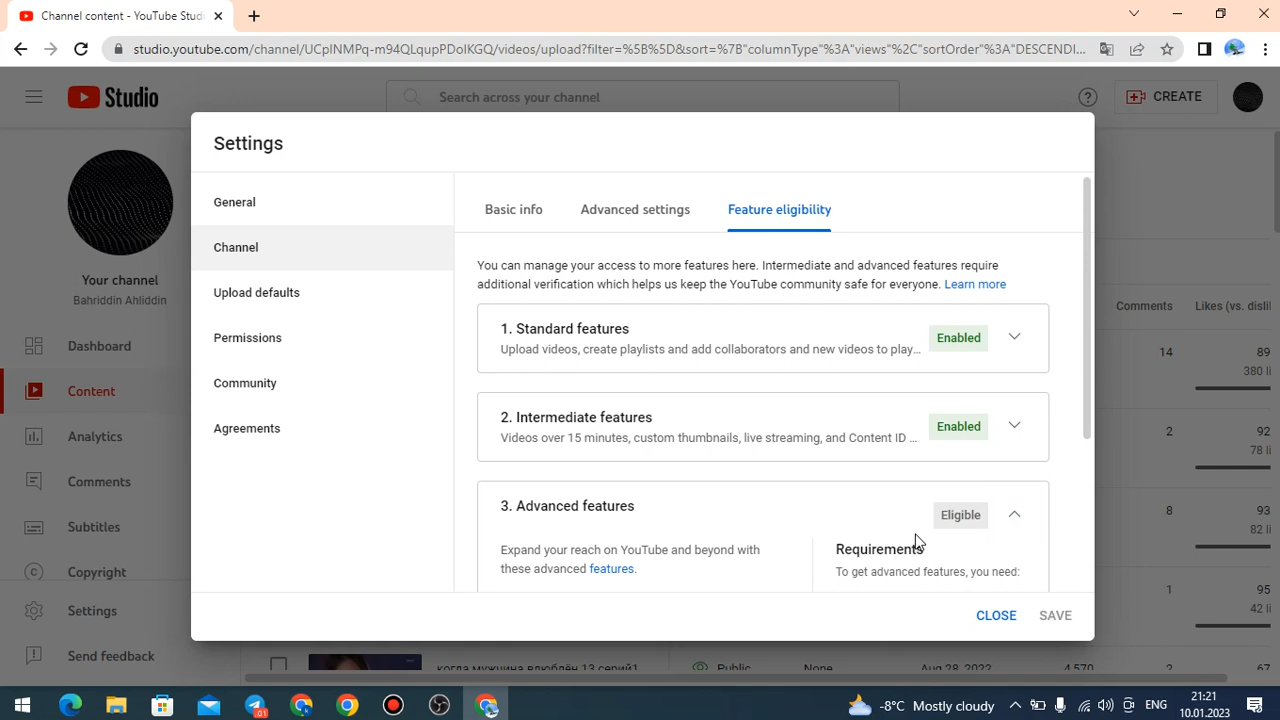 Channel content - YouTube Studi
studio.youtube.com/channel/UCpINMPq-m94QLqupPDoIKGQ/videos/upload?filter=%5B%5D&sort=%7B"columnType"%3A"views"%2C"sortOrder"%3A"DESCENDI...
Studio
Search across your channel
CREATE
Settings
General
Channel
Upload defaults
Permissions
Community
Agreements
Basic info
Advanced settings
Feature eligibility
You can manage your access to more features here. Intermediate and advanced features require
additional verification which helps us keep the YouTube community safe for everyone. Learn more
1. Standard features
Upload videos, create playlists and add collaborators and new videos to play...
Enabled
2. Intermediate features
Videos over 15 minutes, custom thumbnails, live streaming, and Content ID ...
Enabled
3. Advanced features
Eligible
Expand your reach on YouTube and beyond with
these advanced features.
Requirements
To get advanced features, you need:
CLOSE
SAVE
Your channel
Bahriddin Ahliddin
Dashboard
Content
Analytics
Comments
Subtitles
Copyright
Settings
Send feedback
Comments
Likes (vs. disli
14
89
380 li
2
92
78 li
8
93
82 li
1
95
42 li
когда мужчина влюблён 13 серий1
Public
None
Aug 28, 2022
4,570
2
67
-8°C Mostly cloudy
ENG
21:21
10.01.2023